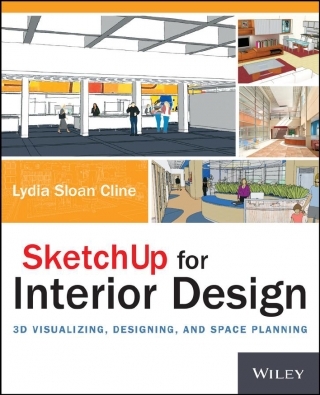 Lydia Sloan Cline
SketchUp for
Interior Design
3D VISUALIZING, DESIGNING, AND SPACE PLANNING
WILEY